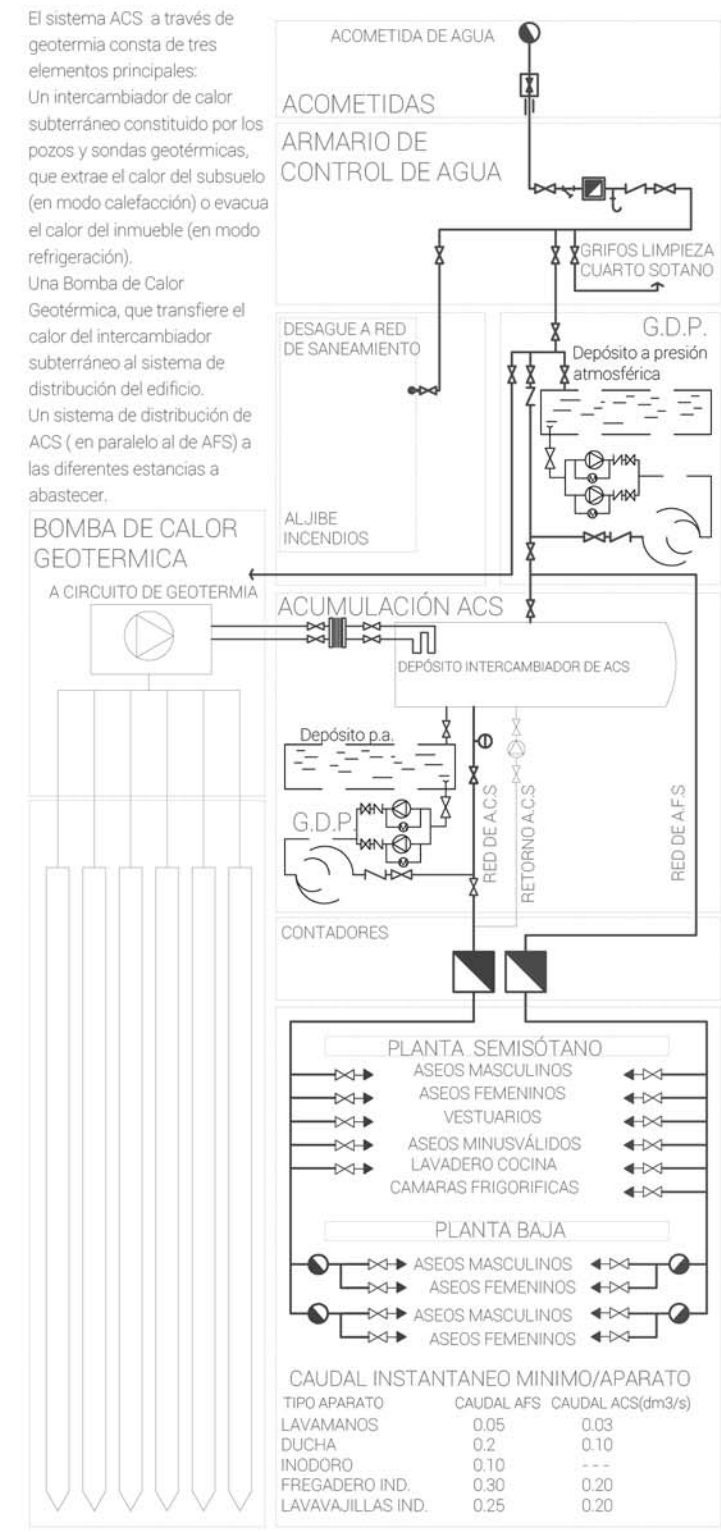 El sistema ACS a través de
geotermia consta de tres
elementos principales:
Un intercambiador de calor
subterráneo constituido por los
pozos y sondas geotérmicas,
que extrae el calor del subsuelo
(en modo calefacción) o evacua
el calor del inmueble (en modo
refrigeración).
Una Bomba de Calor
Geotérmica, que transfiere el
calor del intercambiador
subterráneo al sistema de
distribución del edificio.
Un sistema de distribución de
ACS ( en paralelo al de AFS) a
las diferentes estancias a
abastecer.
ACOMETIDA DE AGUA
ACOMETIDAS
ARMARIO DE
CONTROL DE AGUA
GRIFOS LIMPIEZA
CUARTO SOTANO
DESAGUE A RED
DE SANEAMIENTO
ALJIBE
INCENDIOS
G.D.P.
Depósito a presión
atmosférica
BOMBA DE CALOR
GEOTERMICA
A CIRCUITO DE GEOTERMIA
ACUMULACIÓN ACS
DEPÓSITO INTERCAMBIADOR DE ACS
Depósito p.a.
G.D.P.
RED DE A.C.S
RETORNO A.C.S
RED DE A.F.S
CONTADORES
PLANTA SEMISÓTANO
ASEOS MASCULINOS
ASEOS FEMENINOS
VESTUARIOS
ASEOS MINUSVÁLIDOS
LAVADERO COCINA
CAMARAS FRIGORIFICAS
PLANTA BAJA
ASEOS MASCULINOS
ASEOS FEMENINOS
ASEOS MASCULINOS
ASEOS FEMENINOS
CAUDAL INSTANTANEO MINIMO/APARATO
TIPO APARATO CAUDAL AFS CAUDAL ACS(dm3/s)
LAVAMANOS 0.05 0.03
DUCHA 0.2 0.10
INODORO 0.10 - - -
FREGADERO IND. 0.30 0.20
LAVAVAJILLAS IND. 0.25 0.20